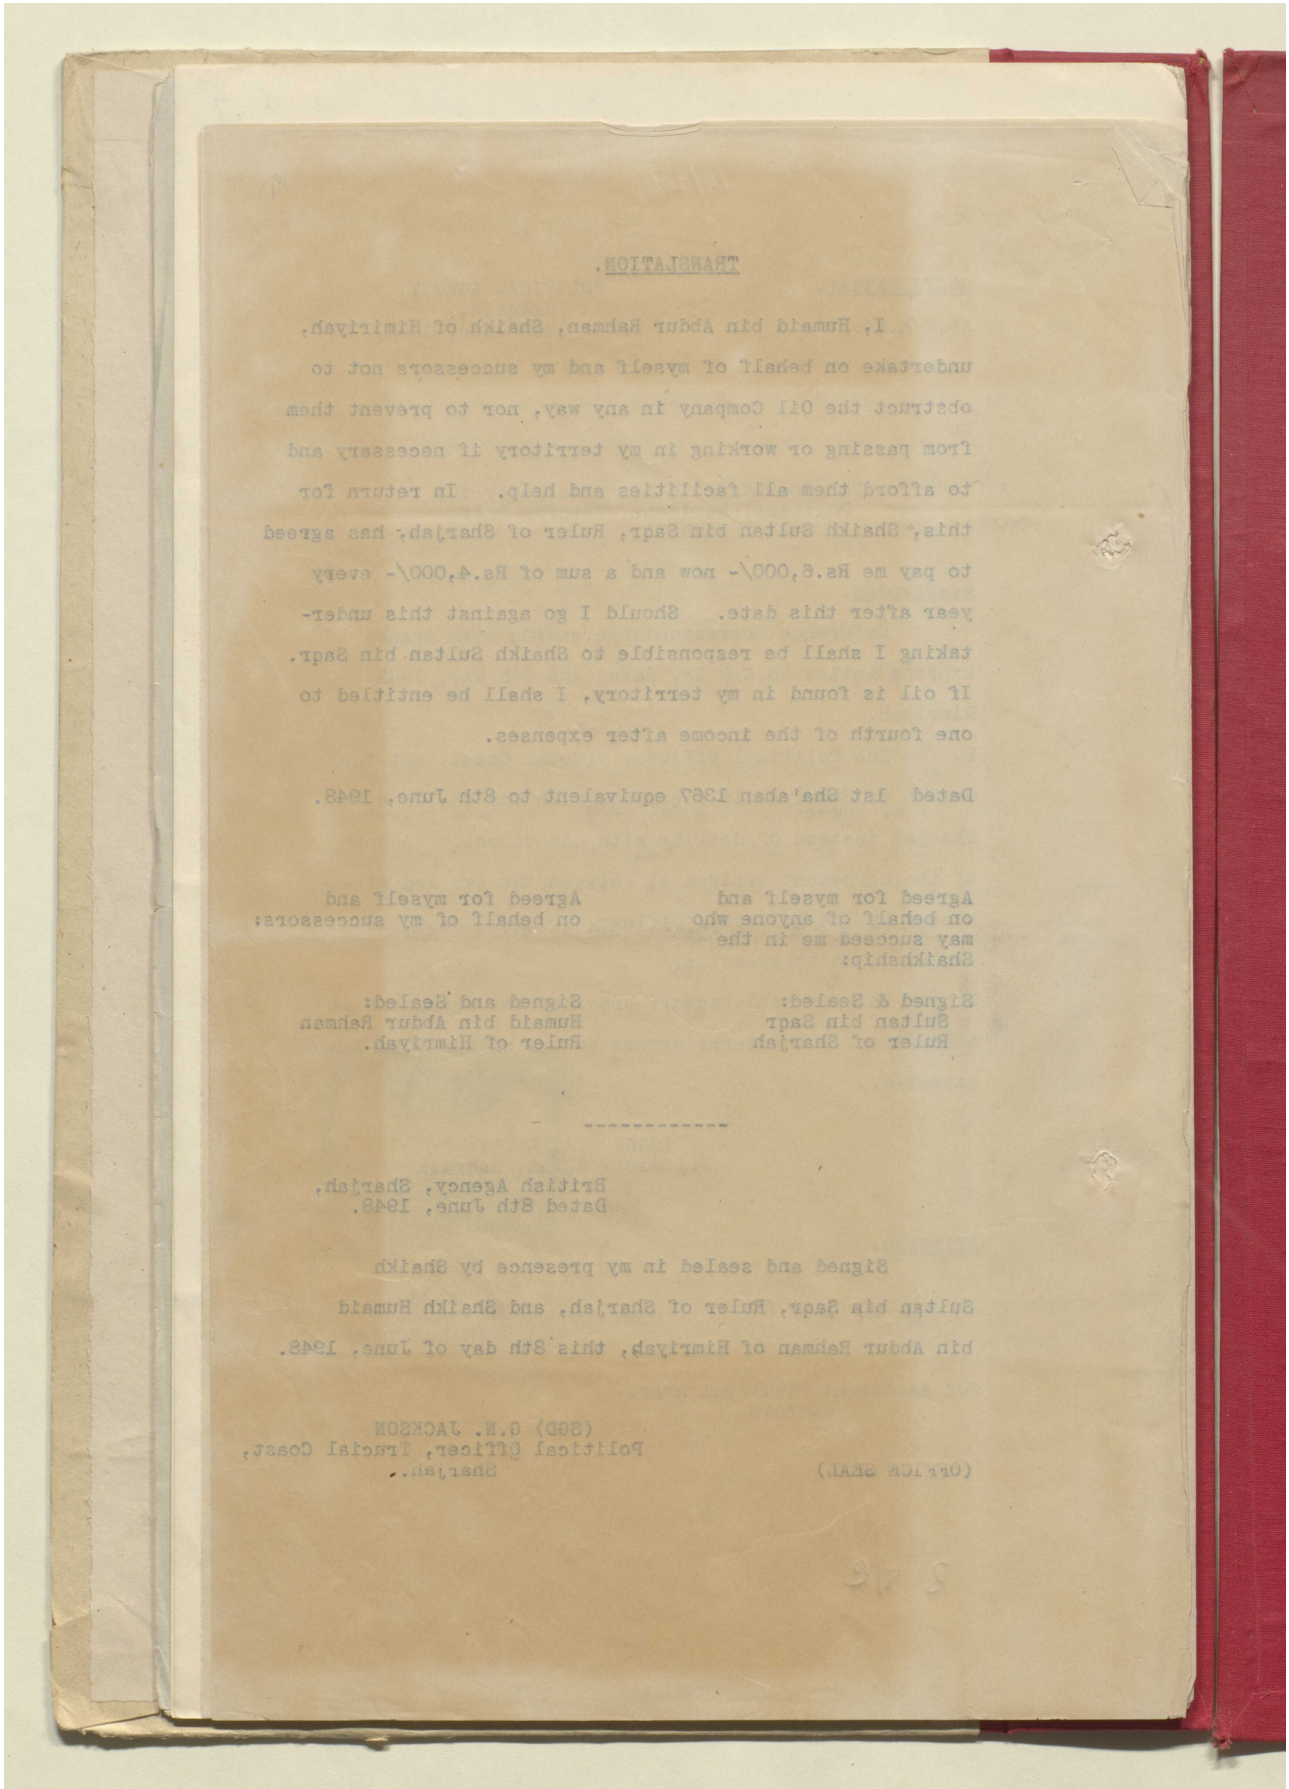 TRANSLATION.
I, Humaid bin Abdur Rahman, Shaikh of Himiriyah,
undertake on behalf of myself and my successors not to
obstruct the Oil Company in any way, nor to prevent them
from passing or working in my territory if necessary and
to afford them all facilities and help. In return for
this, Shaikh Sultan bin Saqr, Ruler of Sharjah, has agreed
to pay me Rs.6,000/- now and a sum of Rs.4,000/- every
year after this date. Should I go against this under-
taking I shall be responsible to Shaikh Sultan bin Saqr.
If oil is found in my territory, I shall be entitled to
one fourth of the income after expenses.
Dated 1st Sha'aban 1367 equivalent to 8th June, 1948.
Agreed for myself and
on behalf of anyone who
may succeed me in the
Shaikhship:
Signed & Sealed:
Sultan bin Saqr
Ruler of Sharjah
Agreed for myself and
on behalf of my successors:
Signed and Sealed:
Humaid bin Abdur Rahman
Ruler of Himriyah.
------------
British Agency, Sharjah,
Dated 8th June, 1948.
Signed and sealed in my presence by Shaikh
Sultan bin Saqr, Ruler of Sharjah, and Shaikh Humaid
bin Abdur Rahman of Himriyah, this 8th day of June, 1948.
(SGD) G.N. JACKSON
Political Officer, Trucial Coast,
Sharjah.
(OFFICE SEAL)